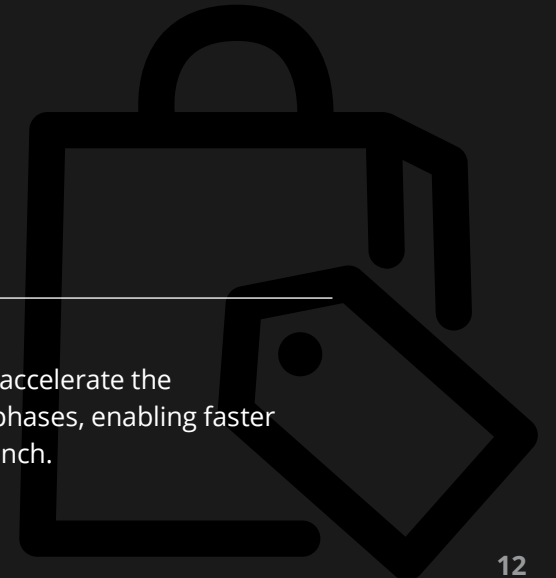 accelerate the
phases, enabling faster
nch.
12